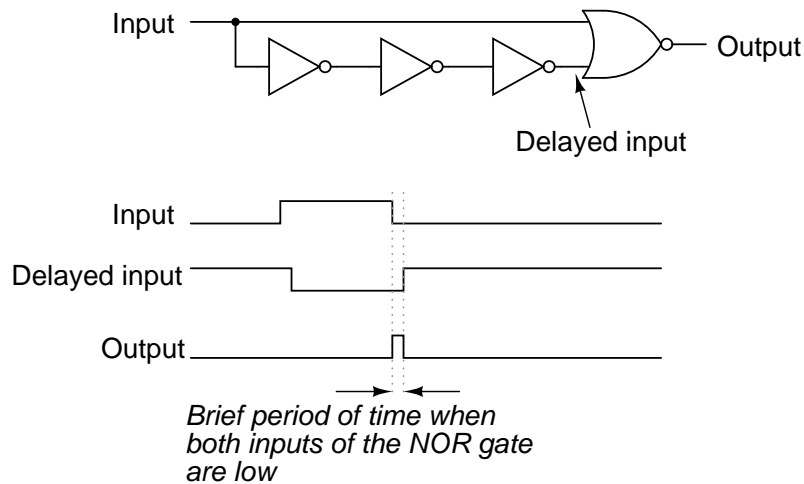 Input
Output
Delayed input
Input
Delayed input
Output
Brief period of time when
both inputs of the NOR gate
are low